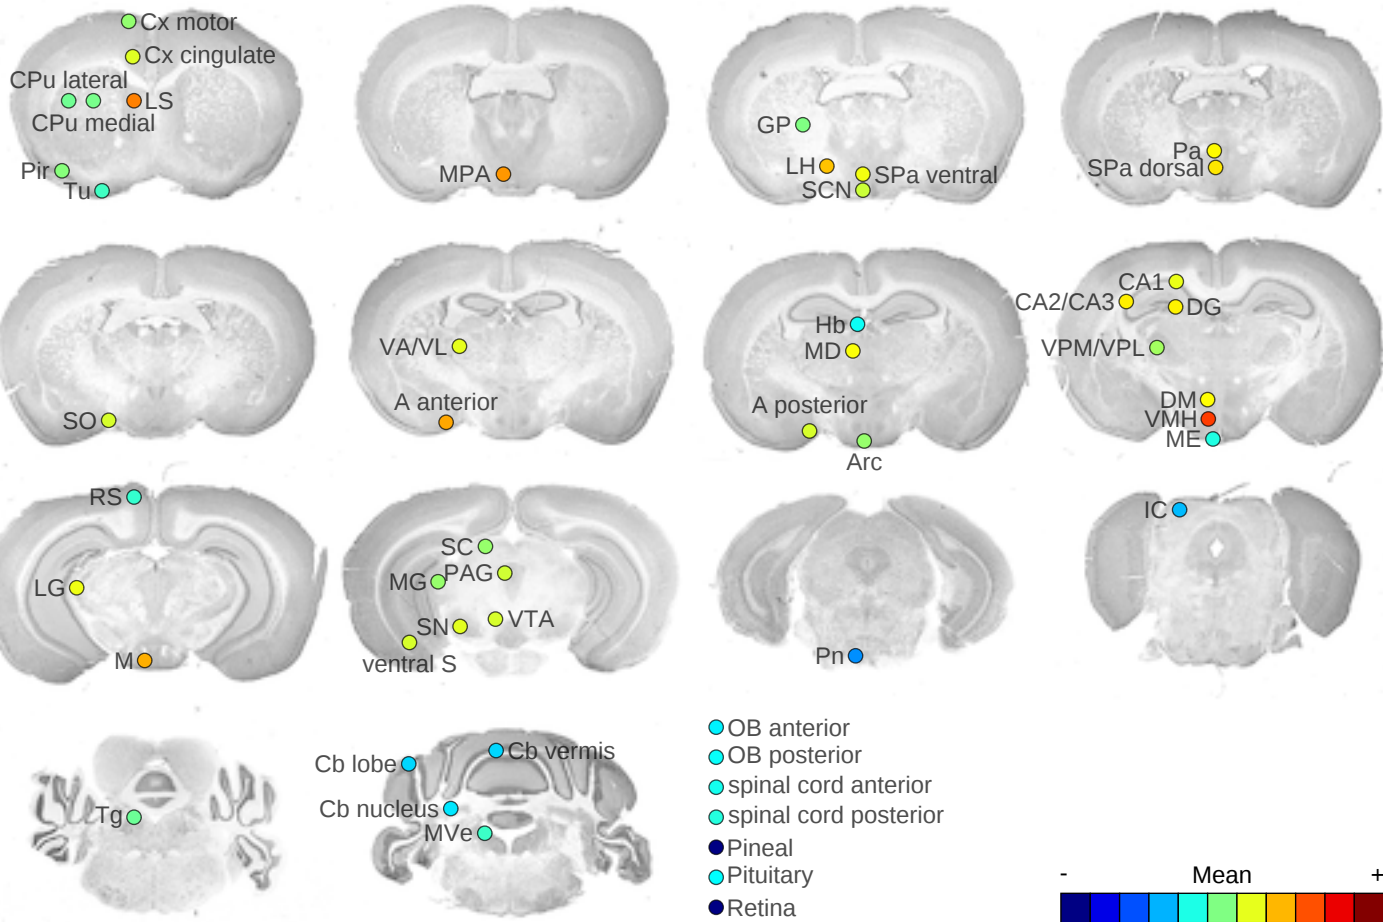 Cx motor
Cx cingulate
CPu lateral
LS
CPu medial
Pir
Tu
MPA
GP
LH
SPa ventral
SCN
Pa
SPa dorsal
SO
VA/VL
A anterior
Hb
MD
A posterior
Arc
CA1
CA2/CA3
DG
VPM/VPL
DM
VMH
ME
RS
LG
M
SC
PAG
MG
VTA
SN
ventral S
Pn
IC
Tg
Cb vermis
Cb lobe
Cb nucleus
MVe
OB anterior
OB posterior
spinal cord anterior
spinal cord posterior
Pineal
Pituitary
Retina
- Mean +